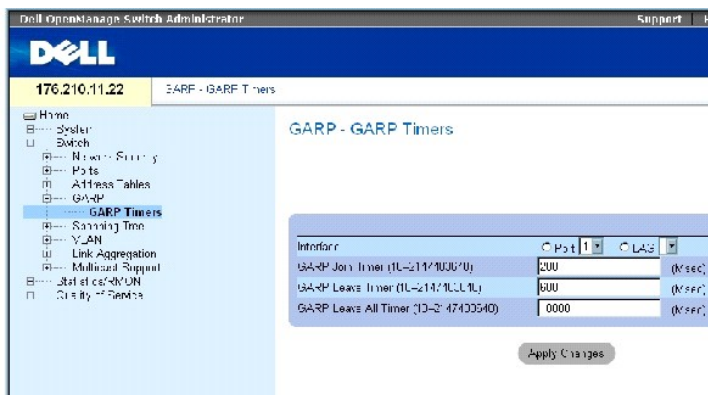 Dell OpenManage Switch Administrator
Support
DELL
176.210.11.22
GARP - GARP Timers
Home
System
Switch
Network Security
Ports
Address Tables
GARP
GARP Timers
Spanning Tree
VLAN
Link Aggregation
Multicast Support
Statistics/RMON
Quality of Service
GARP - GARP Timers
Interface Port 1 LAG
GARP Join Timer 200 (Msec)
GARP Leave Timer 600 (Msec)
GARP Leave All Timer (Msec)
Apply Changes